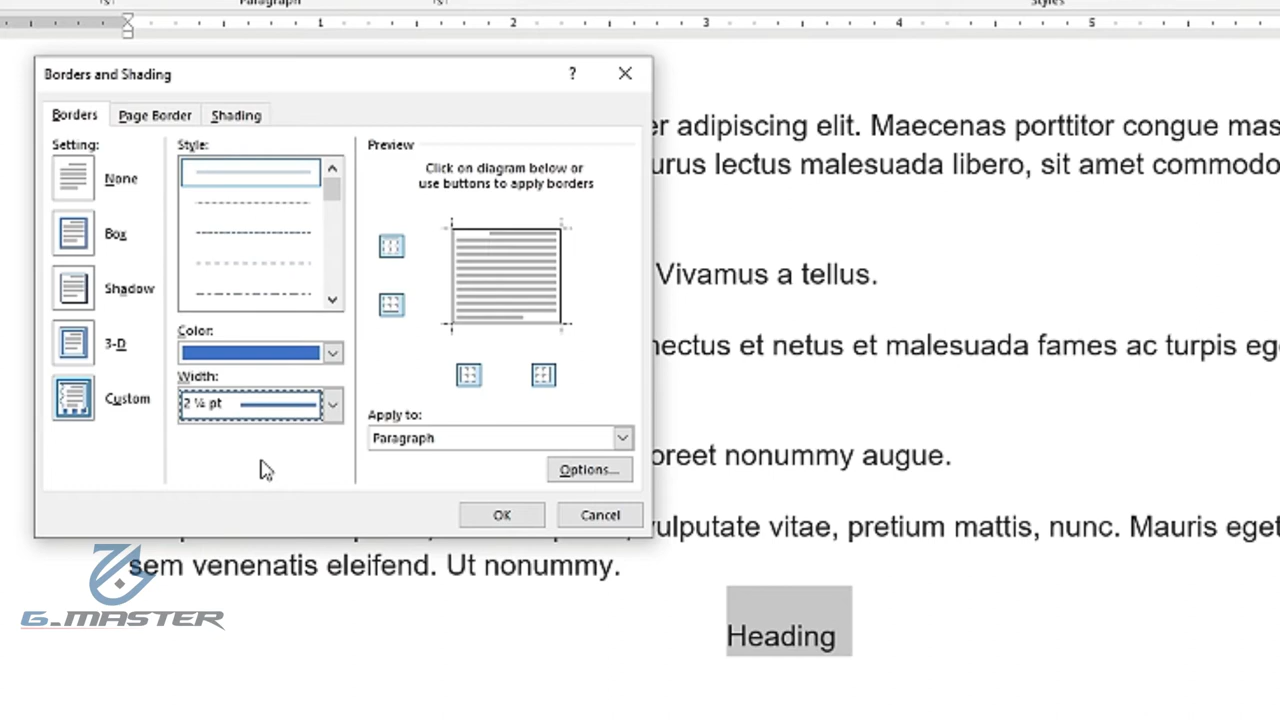 Paragraph
Styles
1 2 3 4 5
Borders and Shading
? 
Borders Page Border Shading
Setting: Style: Preview
None
Box
Shadow
3-D
Custom
Color:
Width:
2 ¼ pt
Click on diagram below or
use buttons to apply borders
Apply to:
Paragraph
Options...
OK Cancel
er adipiscing elit. Maecenas porttitor congue mas
urus lectus malesuada libero, sit amet commodo
Vivamus a tellus.
nectus et netus et malesuada fames ac turpis eg
oreet nonummy augue.
vulputate vitae, pretium mattis, nunc. Mauris eget
sem venenatis eleifend. Ut nonummy.
G.MASTER
Heading